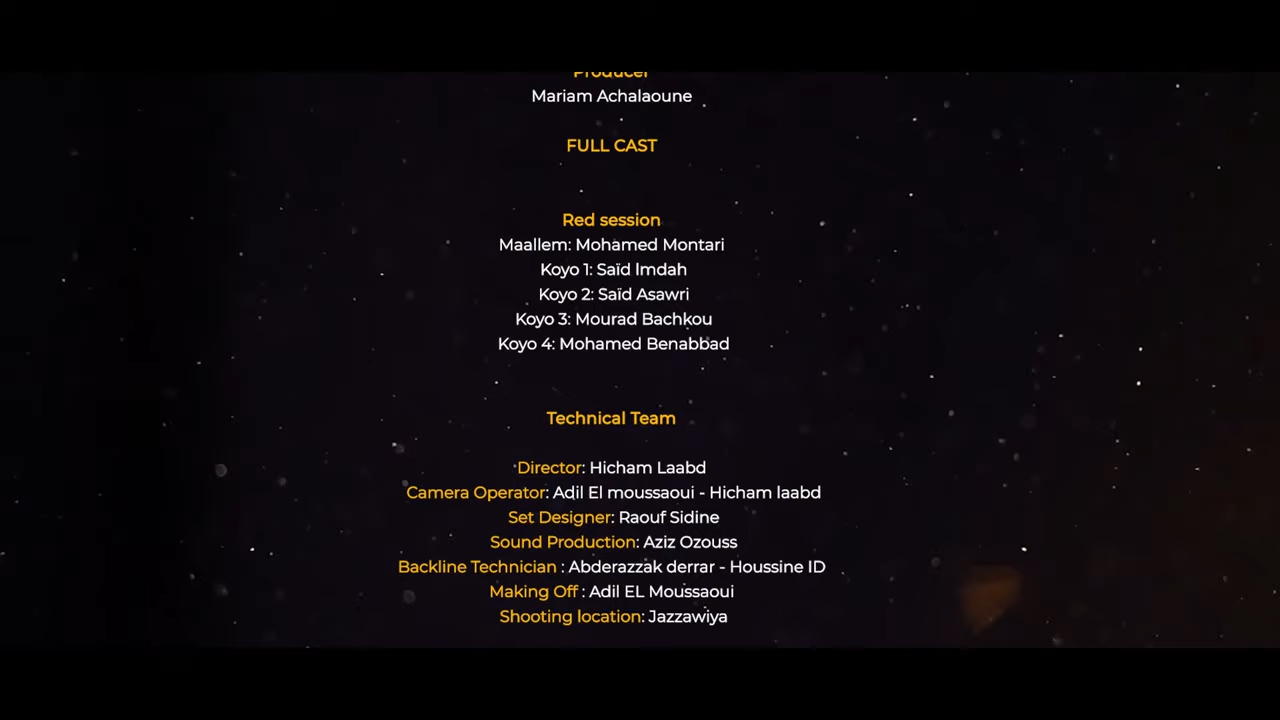 Producer
Mariam Achalaoune
FULL CAST
Red session
Maallem: Mohamed Montari
Koyo 1: Saïd Imdah
Koyo 2: Saïd Asawri
Koyo 3: Mourad Bachkou
Koyo 4: Mohamed Benabbad
Technical Team
Director: Hicham Laabd
Camera Operator: Adil El moussaoui - Hicham laabd
Set Designer: Raouf Sidine
Sound Production: Aziz Ozouss
Backline Technician : Abderazzak derrar - Houssine ID
Making Off : Adil EL Moussaoui
Shooting location: Jazzawiya